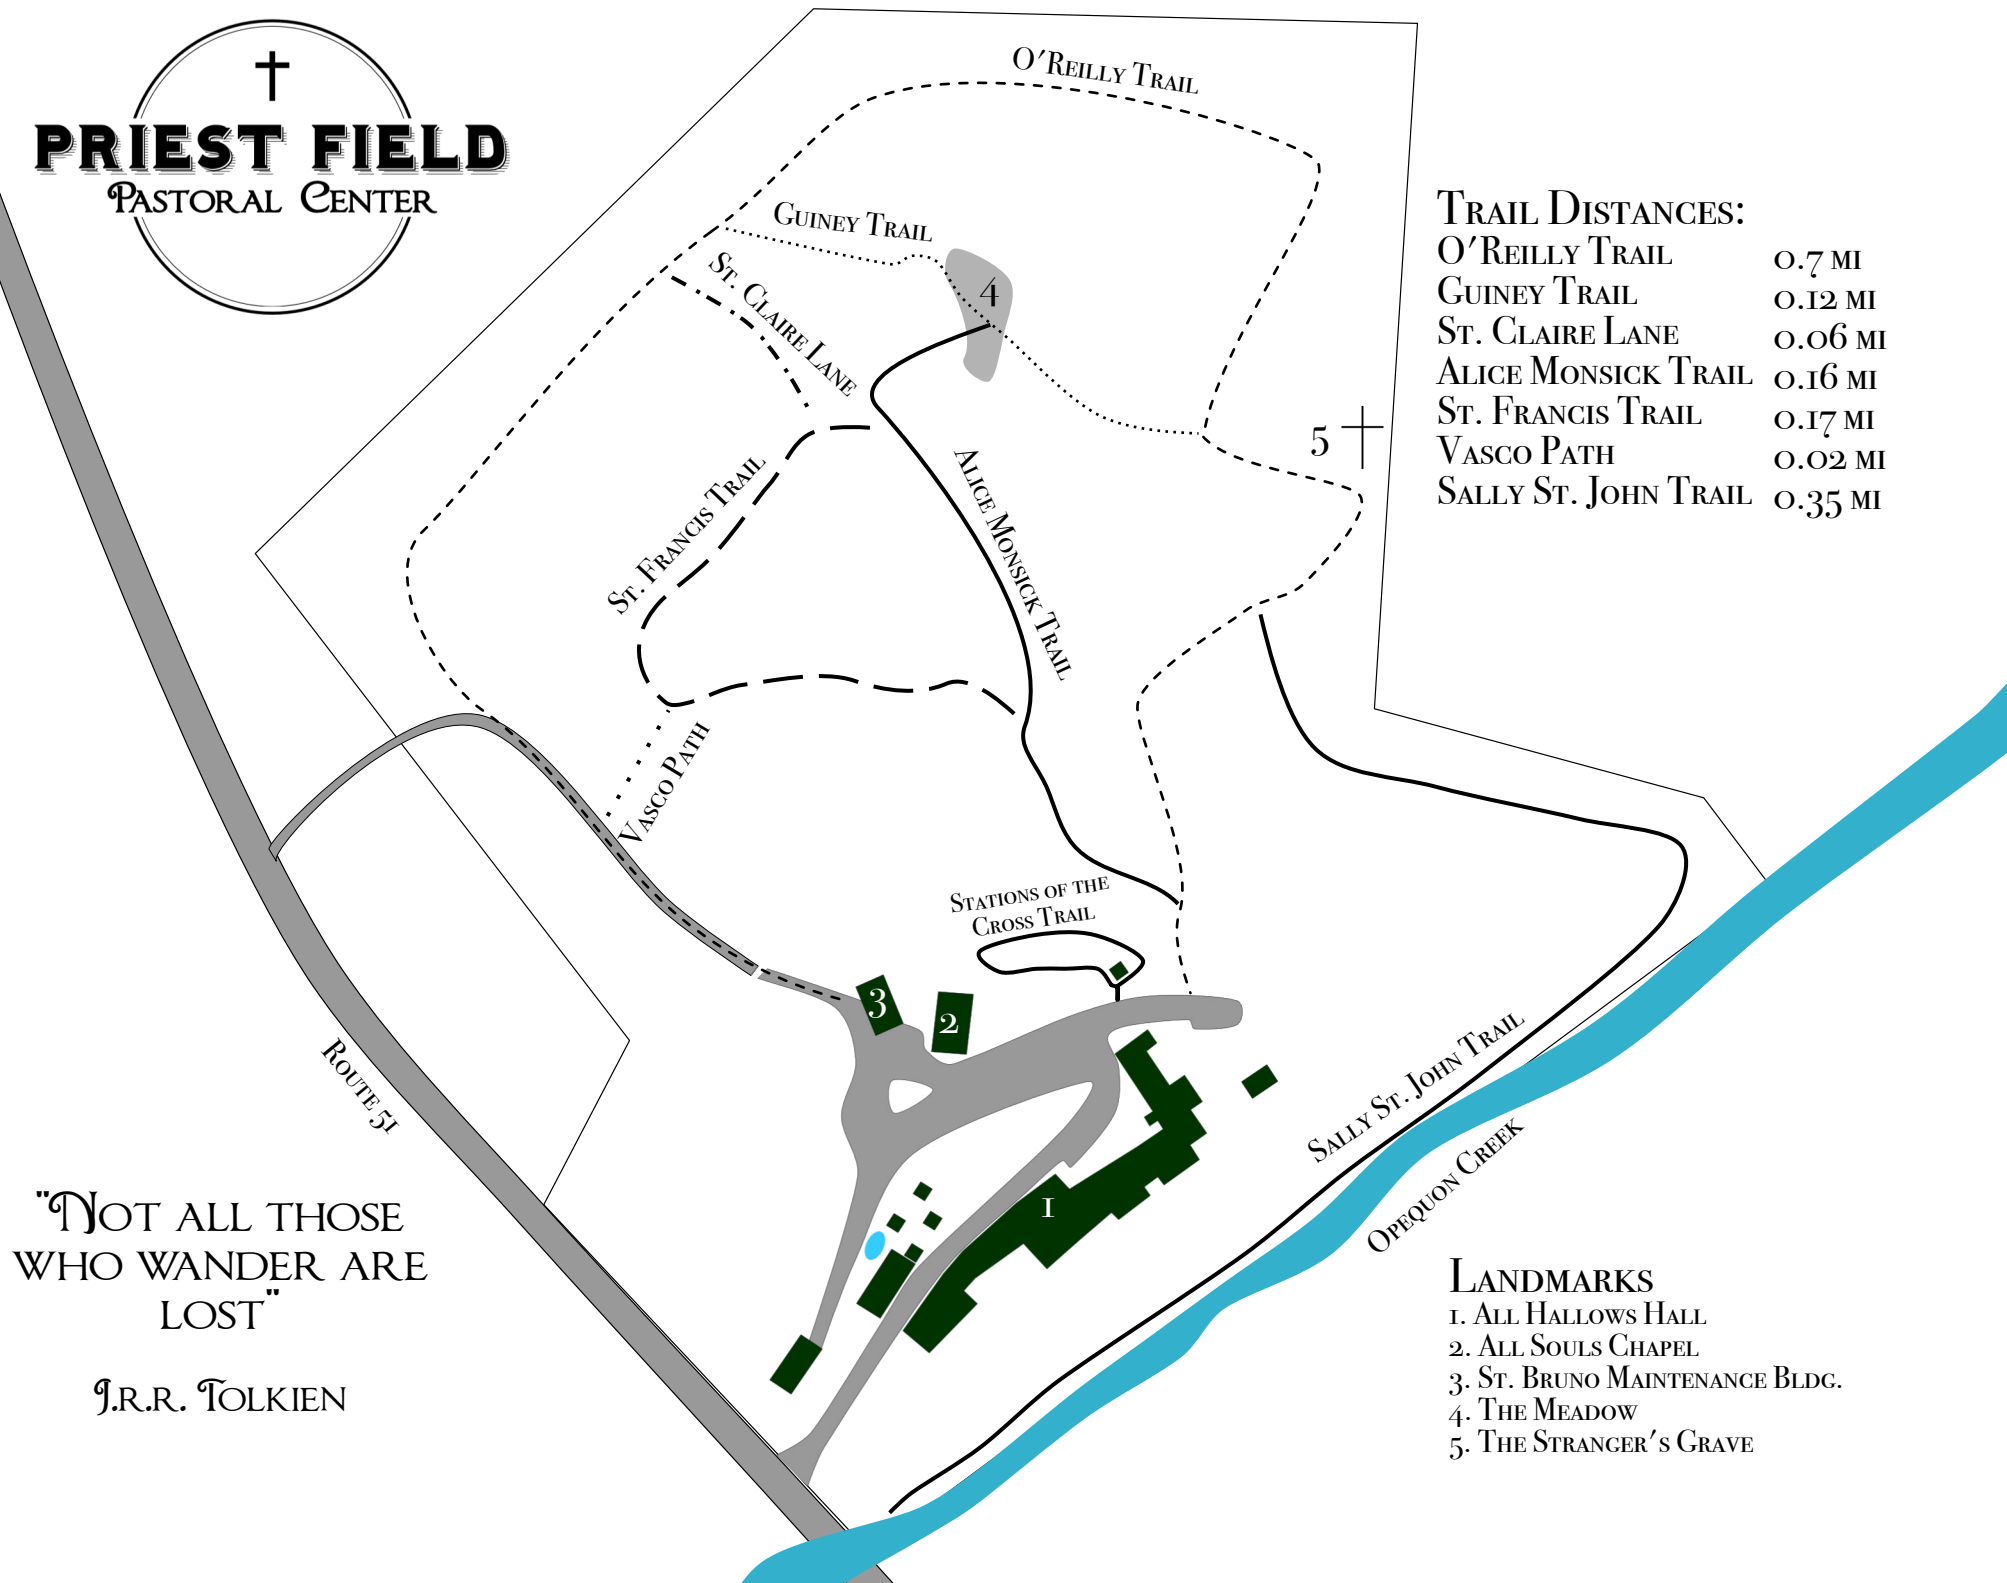 PRIEST FIELD
PASTORAL CENTER
O'REILLY TRAIL
GUINEY TRAIL
4
ST. CLAIRE LANE
TRAIL DISTANCES:
O'REILLY TRAIL 0.7 MI
GUINEY TRAIL 0.12 MI
ST. CLAIRE LANE 0.06 MI
ALICE MONSICK TRAIL 0.16 MI
ST. FRANCIS TRAIL 0.17 MI
VASCO PATH 0.02 MI
SALLY ST. JOHN TRAIL 0.35 MI
5
ST. FRANCIS TRAIL
ALICE MONSICK TRAIL
VASCO PATH
STATIONS OF THE
CROSS TRAIL
3
2
1
ROUTE 51
SALLY ST. JOHN TRAIL
OPEQUON CREEK
"NOT ALL THOSE
WHO WANDER ARE
LOST"
J.R.R. TOLKIEN
LANDMARKS
1. ALL HALLOWS HALL
2. ALL SOULS CHAPEL
3. ST. BRUNO MAINTENANCE BLDG.
4. THE MEADOW
5. THE STRANGER'S GRAVE